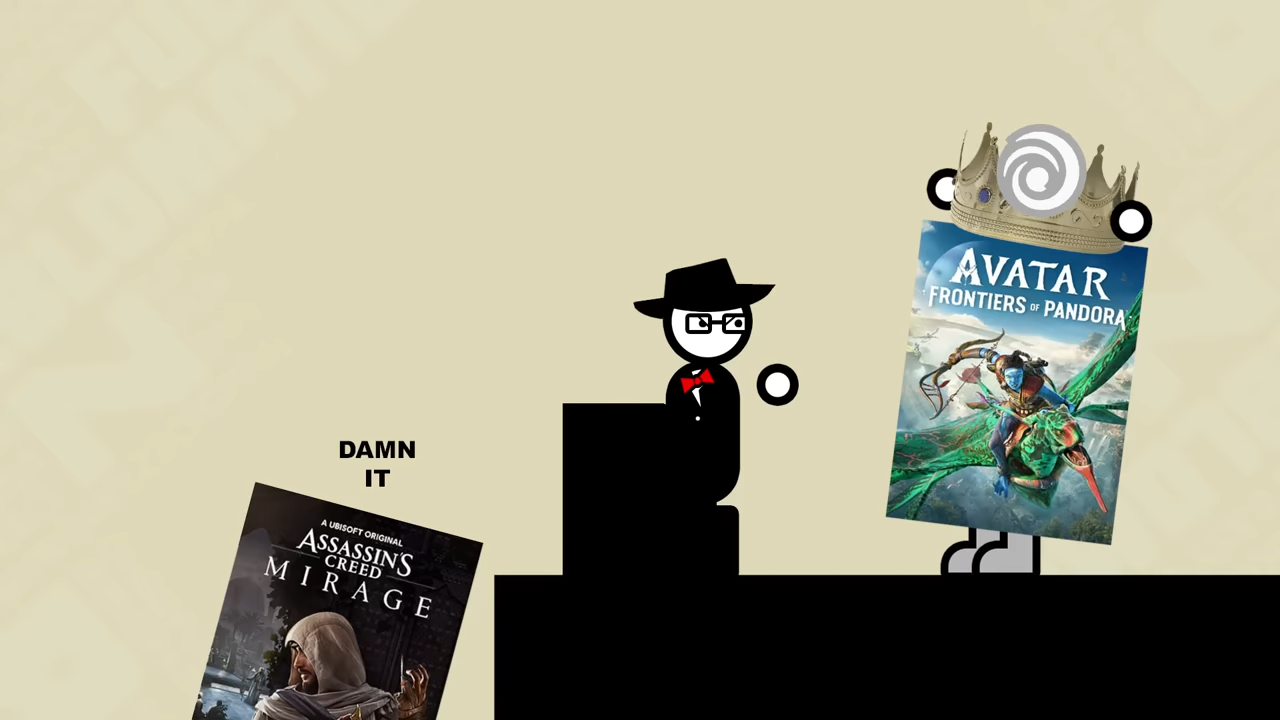 AVATAR
FRONTIERS OF PANDORA
DAMN
IT
A UBISOFT ORIGINAL
ASSASSIN'S
CREED
MIRAGE